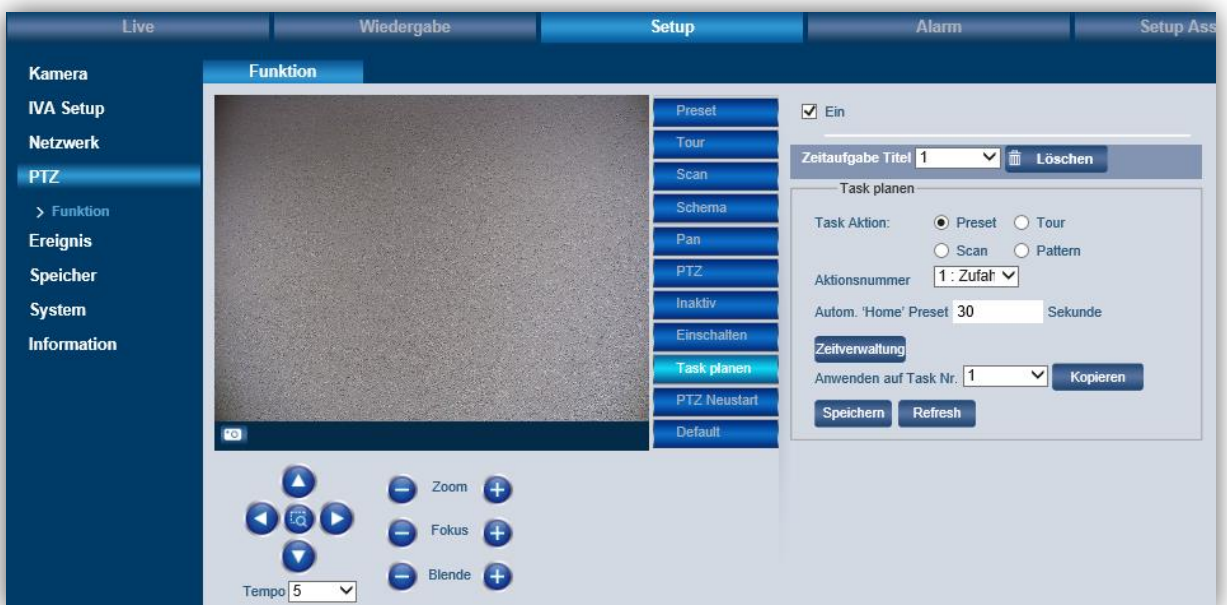 Live Wiedergabe Setup Alarm Setup Ass
Kamera
IVA Setup
Netzwerk
PTZ
> Funktion
Ereignis
Speicher
System
Information
Funktion
Preset
Tour
Scan
Schema
Pan
PTZ
Inaktiv
Einschalten
Task planen
PTZ Neustart
Default
Ein
Zeitaufgabe Titel 1 Löschen
Task planen
Task Aktion: Preset Tour
Scan Pattern
Aktionsnummer 1 : Zufah
Autom. 'Home' Preset 30 Sekunde
Zeitverwaltung
Anwenden auf Task Nr. 1 Kopieren
Speichern Refresh
Zoom
Fokus
Blende
Tempo 5